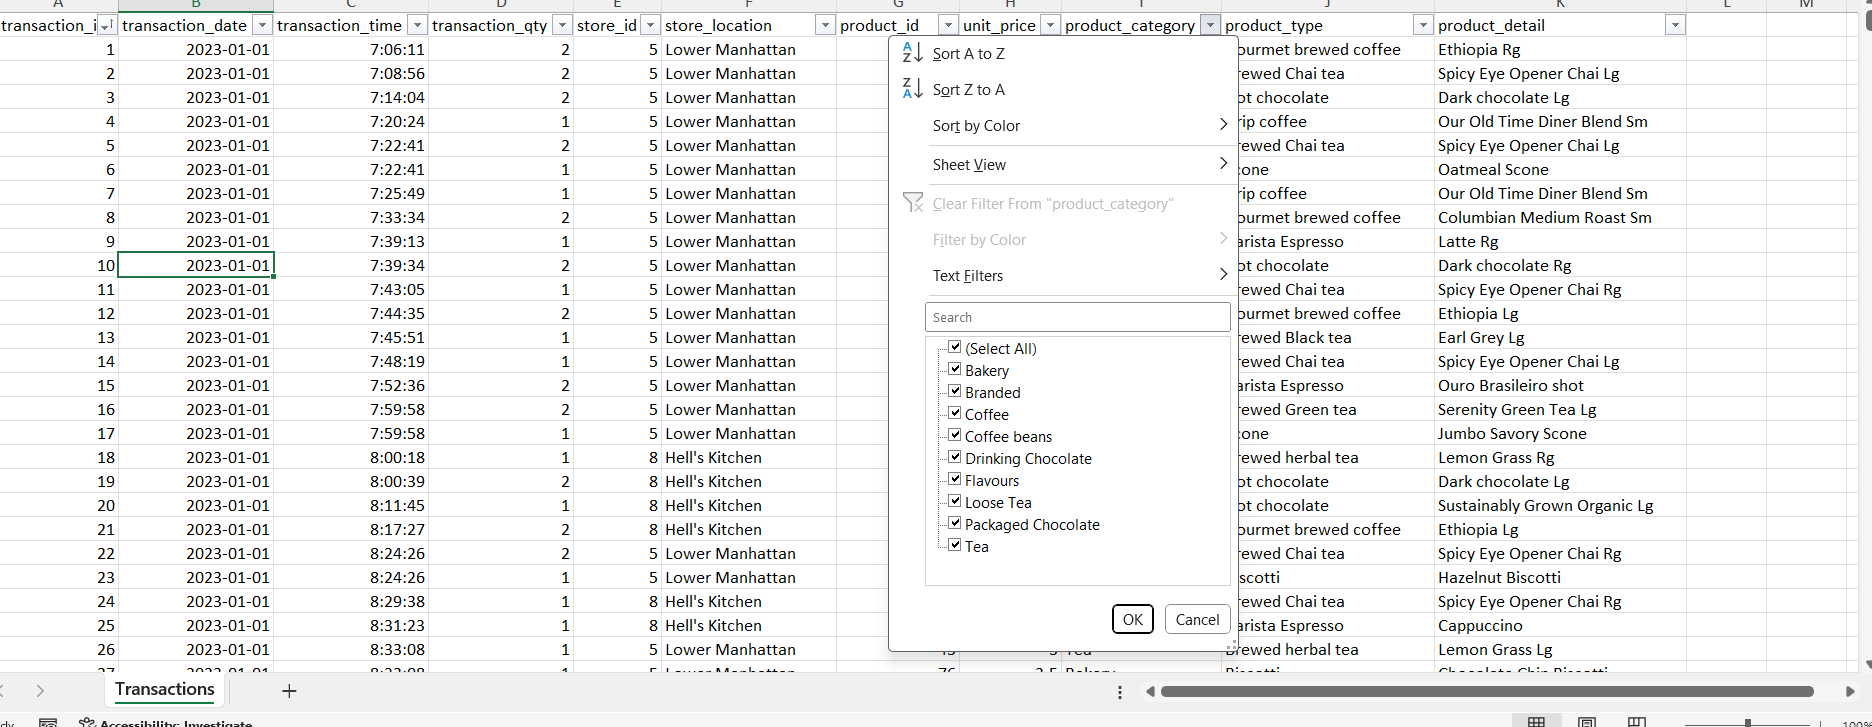 A B C D E F G H I J K L M
transaction_i transaction_date transaction_time transaction_qty store_id store_location product_id unit_price product_category product_type product_detail
1 2023-01-01 7:06:11 2 5 Lower Manhattan ourmet brewed coffee Ethiopia Rg
2 2023-01-01 7:08:56 2 5 Lower Manhattan rewed Chai tea Spicy Eye Opener Chai Lg
3 2023-01-01 7:14:04 2 5 Lower Manhattan ot chocolate Dark chocolate Lg
4 2023-01-01 7:20:24 1 5 Lower Manhattan rip coffee Our Old Time Diner Blend Sm
5 2023-01-01 7:22:41 2 5 Lower Manhattan rewed Chai tea Spicy Eye Opener Chai Lg
6 2023-01-01 7:22:41 1 5 Lower Manhattan cone Oatmeal Scone
7 2023-01-01 7:25:49 1 5 Lower Manhattan rip coffee Our Old Time Diner Blend Sm
8 2023-01-01 7:33:34 2 5 Lower Manhattan ourmet brewed coffee Columbian Medium Roast Sm
9 2023-01-01 7:39:13 1 5 Lower Manhattan arista Espresso Latte Rg
10 2023-01-01 7:39:34 2 5 Lower Manhattan ot chocolate Dark chocolate Rg
11 2023-01-01 7:43:05 1 5 Lower Manhattan rewed Chai tea Spicy Eye Opener Chai Rg
12 2023-01-01 7:44:35 2 5 Lower Manhattan ourmet brewed coffee Ethiopia Lg
13 2023-01-01 7:45:51 1 5 Lower Manhattan rewed Black tea Earl Grey Lg
14 2023-01-01 7:48:19 1 5 Lower Manhattan rewed Chai tea Spicy Eye Opener Chai Lg
15 2023-01-01 7:52:36 2 5 Lower Manhattan arista Espresso Ouro Brasileiro shot
16 2023-01-01 7:59:58 2 5 Lower Manhattan rewed Green tea Serenity Green Tea Lg
17 2023-01-01 7:59:58 1 5 Lower Manhattan cone Jumbo Savory Scone
18 2023-01-01 8:00:18 1 8 Hell's Kitchen rewed herbal tea Lemon Grass Rg
19 2023-01-01 8:00:39 2 8 Hell's Kitchen ot chocolate Dark chocolate Lg
20 2023-01-01 8:11:45 1 8 Hell's Kitchen ot chocolate Sustainably Grown Organic Lg
21 2023-01-01 8:17:27 2 8 Hell's Kitchen ourmet brewed coffee Ethiopia Lg
22 2023-01-01 8:24:26 2 5 Lower Manhattan rewed Chai tea Spicy Eye Opener Chai Rg
23 2023-01-01 8:24:26 1 5 Lower Manhattan scotti Hazelnut Biscotti
24 2023-01-01 8:29:38 1 8 Hell's Kitchen rewed Chai tea Spicy Eye Opener Chai Rg
25 2023-01-01 8:31:23 1 8 Hell's Kitchen arista Espresso Cappuccino
26 2023-01-01 8:33:08 1 5 Lower Manhattan Brewed herbal tea Lemon Grass Lg
27 2023-01-01 1 5 Lower Manhattan 76 3.5 Bakery Biscotti Chocolate Chip Biscotti
Sort A to Z
Sort Z to A
Sort by Color
Sheet View
Clear Filter From "product_category"
Filter by Color
Text Filters
Search
(Select All)
Bakery
Branded
Coffee
Coffee beans
Drinking Chocolate
Flavours
Loose Tea
Packaged Chocolate
Tea
OK Cancel
Transactions
Accessibility: Investigate
100%